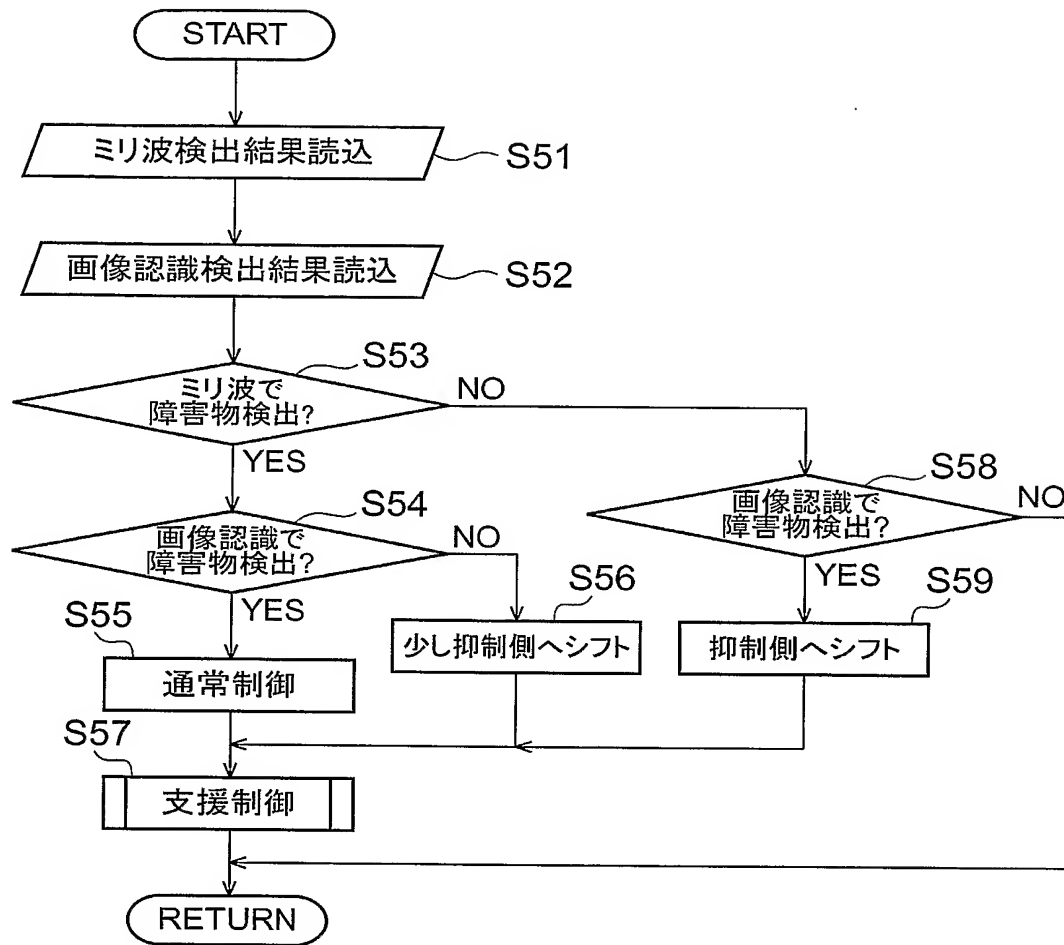 START
ミリ波検出結果読込
S51
画像認識検出結果読込
S52
S53
ミリ波で
障害物検出?
NO
YES
S54
画像認識で
障害物検出?
NO
YES
S58
画像認識で
障害物検出?
NO
YES
S55
通常制御
S56
少し抑制側へシフト
S59
抑制側へシフト
S57
支援制御
RETURN